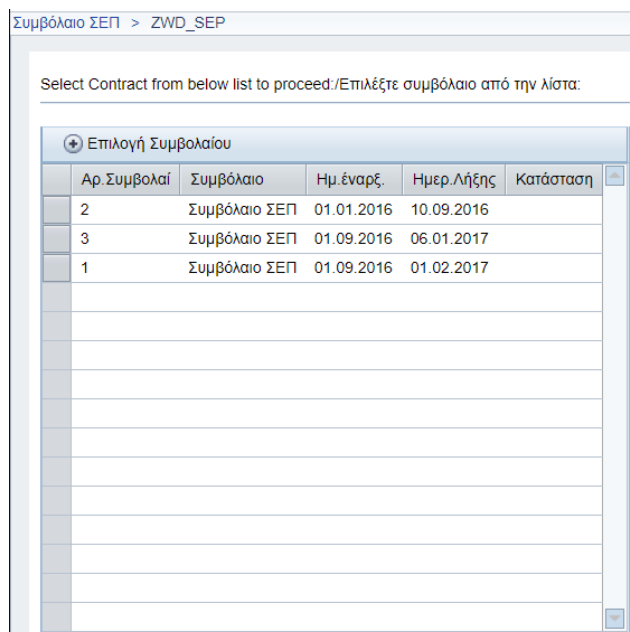 Συμβόλαιο ΣΕΠ > ZWD_SEP
Select Contract from below list to proceed:/Επιλέξτε συμβόλαιο από την λίστα:
Επιλογή Συμβολαίου
Αρ.Συμβολαί Συμβόλαιο Ημ.έναρξ. Ημερ.Λήξης Κατάσταση
2 Συμβόλαιο ΣΕΠ 01.01.2016 10.09.2016
3 Συμβόλαιο ΣΕΠ 01.09.2016 06.01.2017
1 Συμβόλαιο ΣΕΠ 01.09.2016 01.02.2017